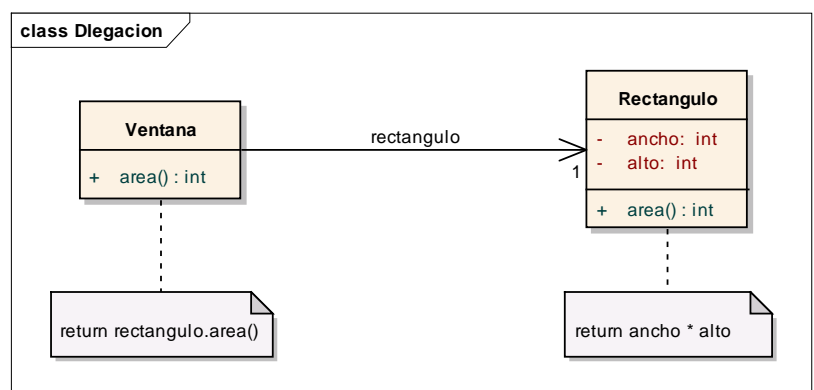 class Dlegacion
Ventana
+ area() : int
rectangulo
1
Rectangulo
- ancho: int
- alto: int
+ area() : int
return rectangulo.area()
return ancho * alto